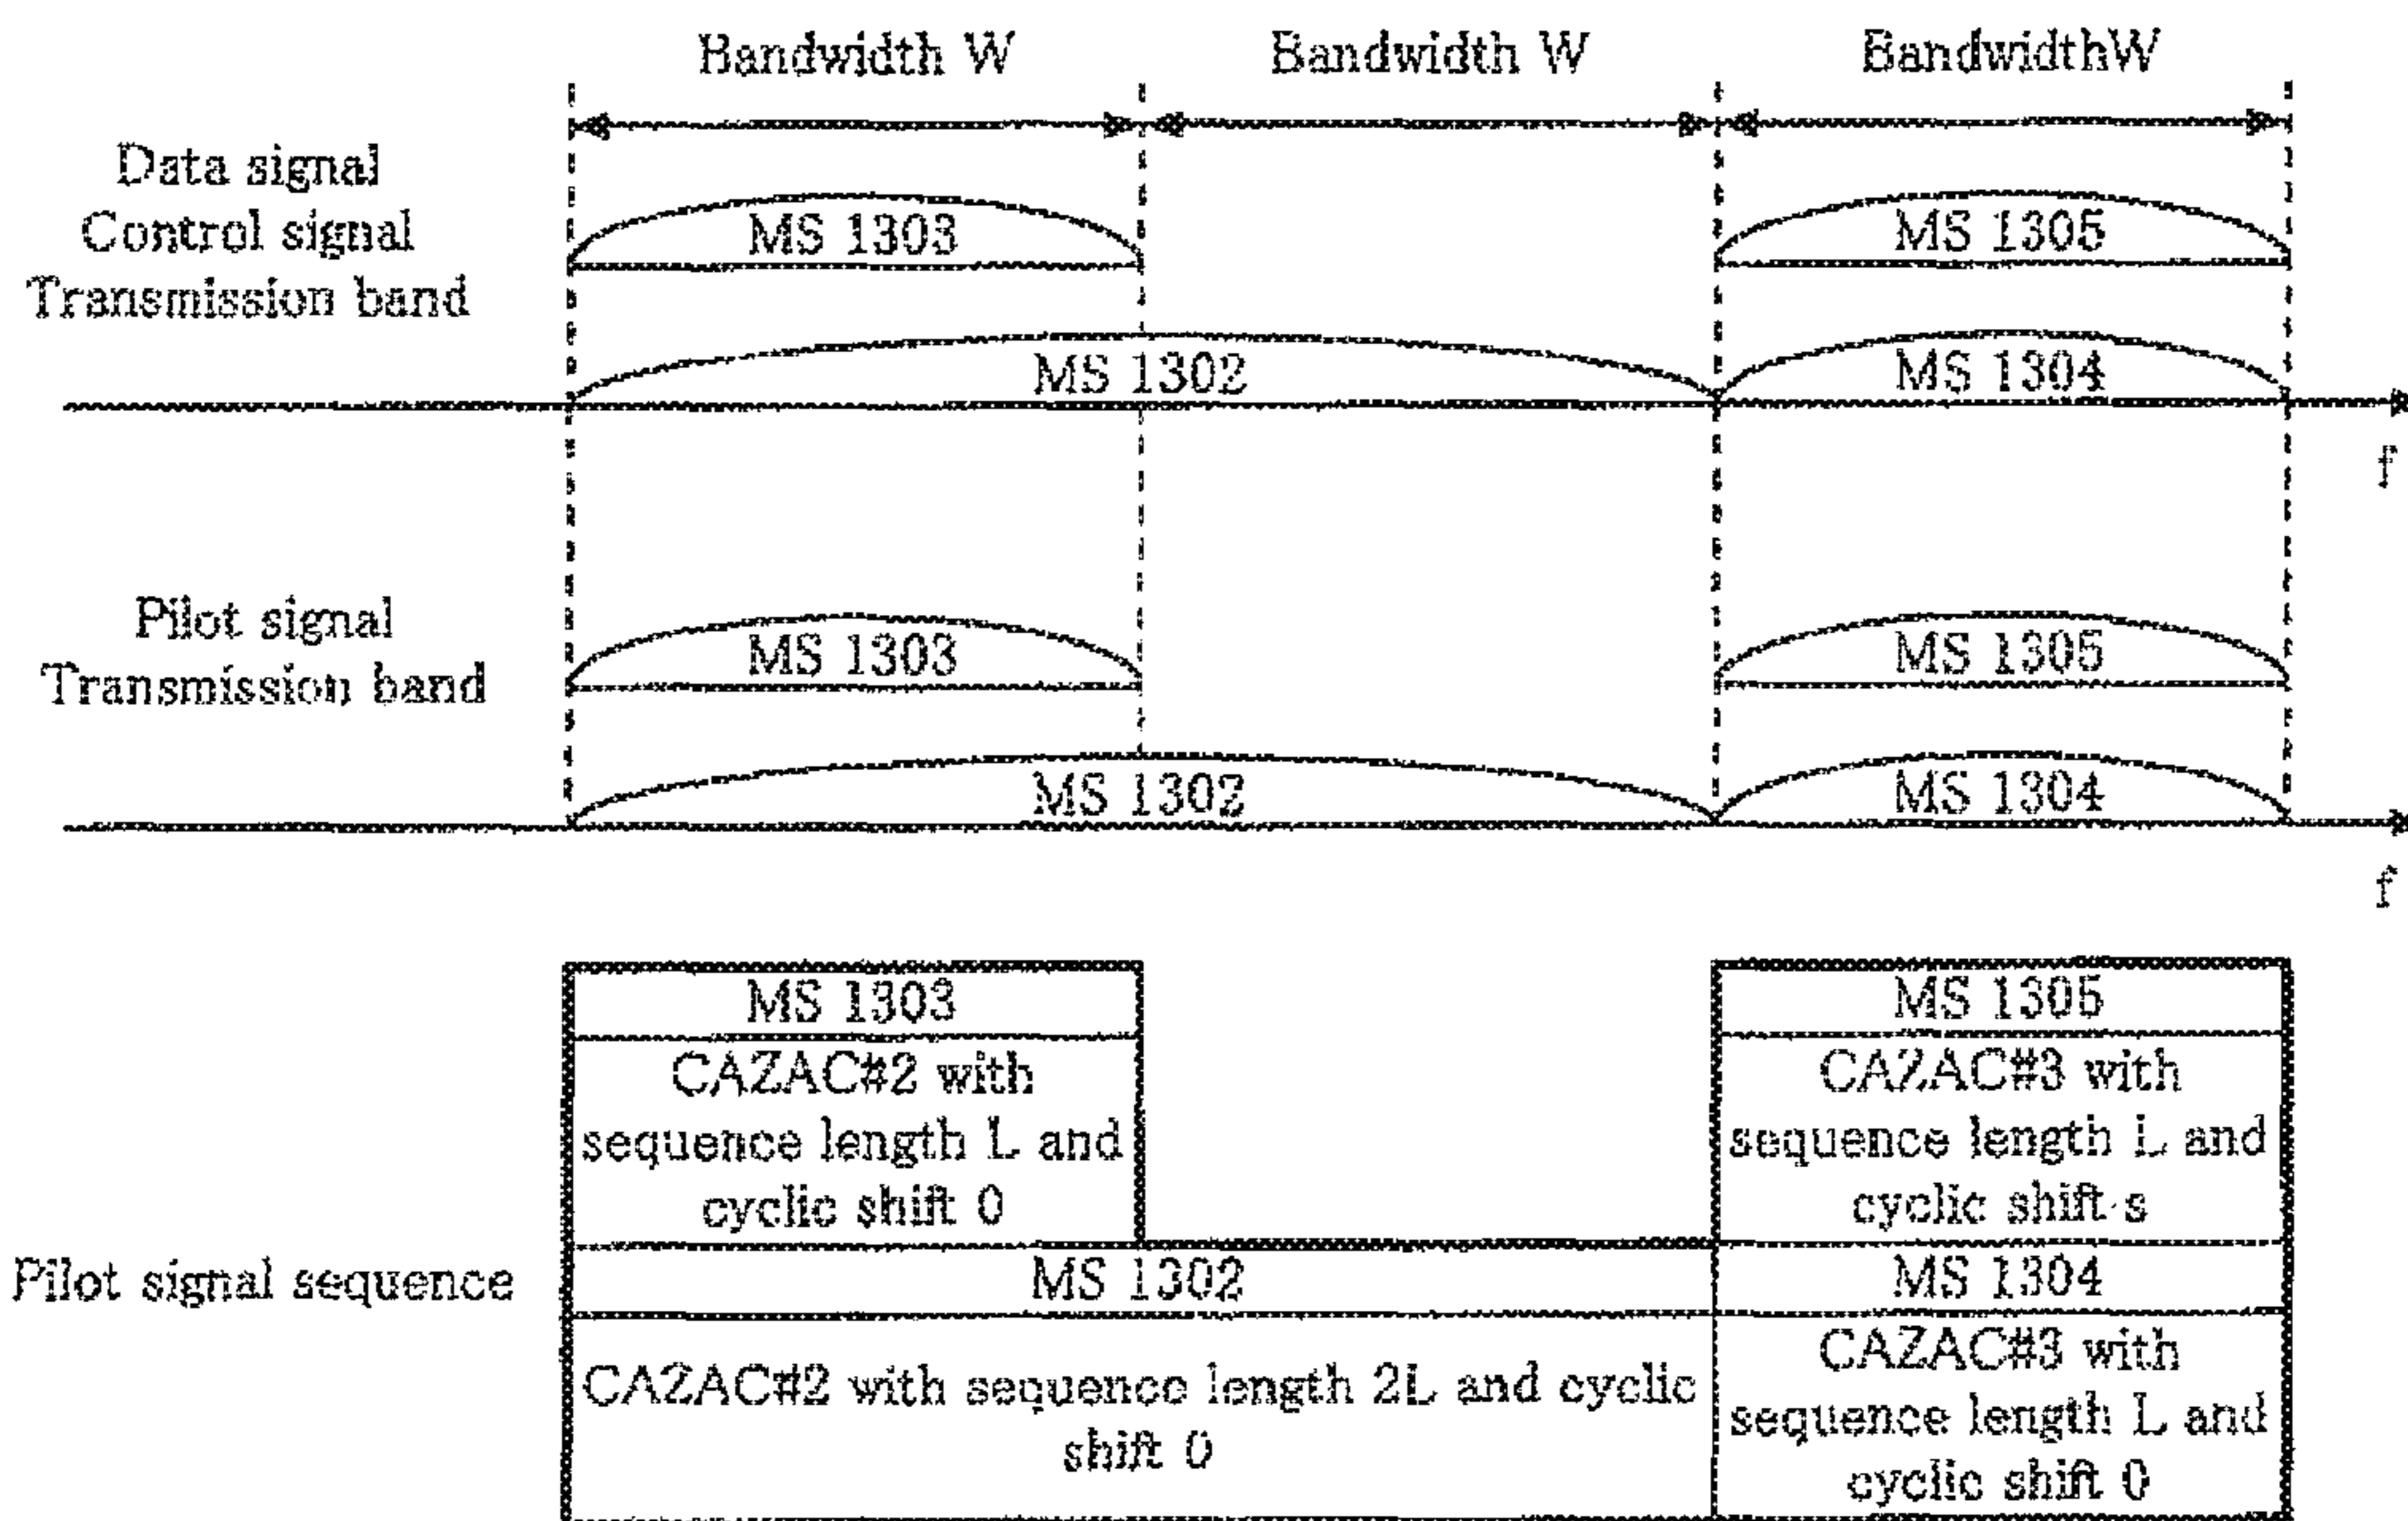 Bandwidth W
Bandwidth W
BandwidthW
Data signal
Control signal
Transmission band
MS 1303
MS 1305
MS 1302
MS 1304
f
Pilot signal
Transmission band
MS 1303
MS 1305
MS 1302
MS 1304
f
MS 1303
MS 1305
CAZAC#2 with
sequence length L and
cyclic shift 0
CAZAC#3 with
sequence length L and
cyclic shift s
Pilot signal sequence
MS 1302
MS 1304
CAZAC#2 with sequence length 2L and cyclic
shift 0
CAZAC#3 with
sequence length L and
cyclic shift 0